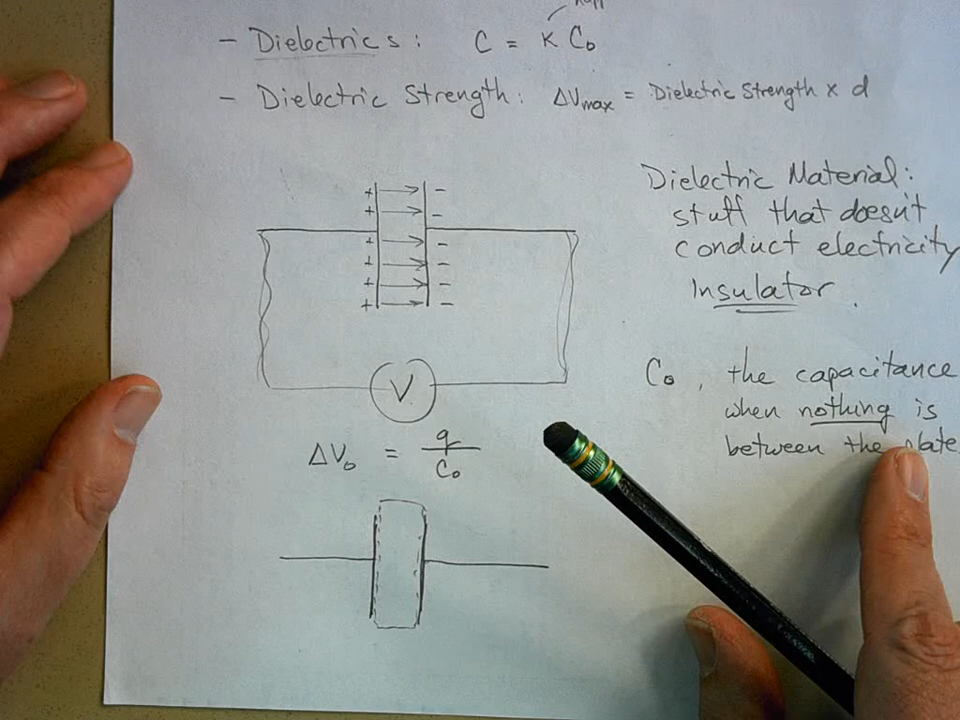 - Dielectrics: C = K C₀
- Dielectric Strength: ΔVmax = Dielectric Strength x d
Dielectric Material:
stuff that doesn't
conduct electricity
Insulator.
+ -
+ -
+ -
+ -
+ -
+ -
V
C₀, the capacitance
when nothing is
between the plate
ΔV₀ = q/C₀